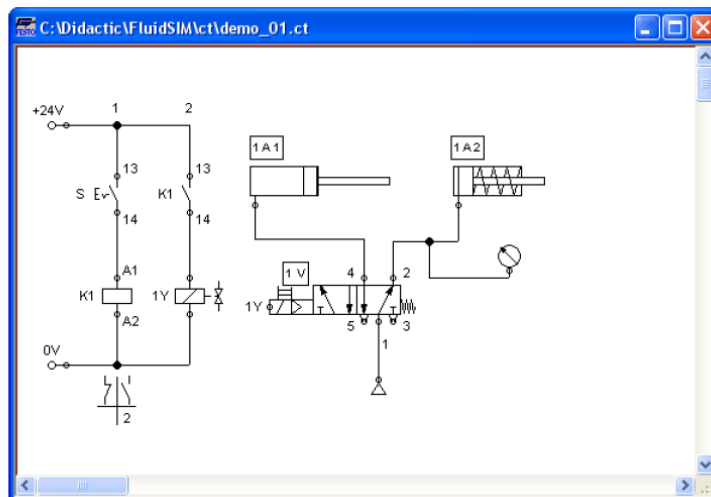 C:\Didactic\FluidSIM\ct\demo_01.ct
+24V
1
2
1A1
1A2
13
13
S
K1
14
14
1V
4
2
A1
K1
1Y
1Y
A2
5
3
1
0V
2